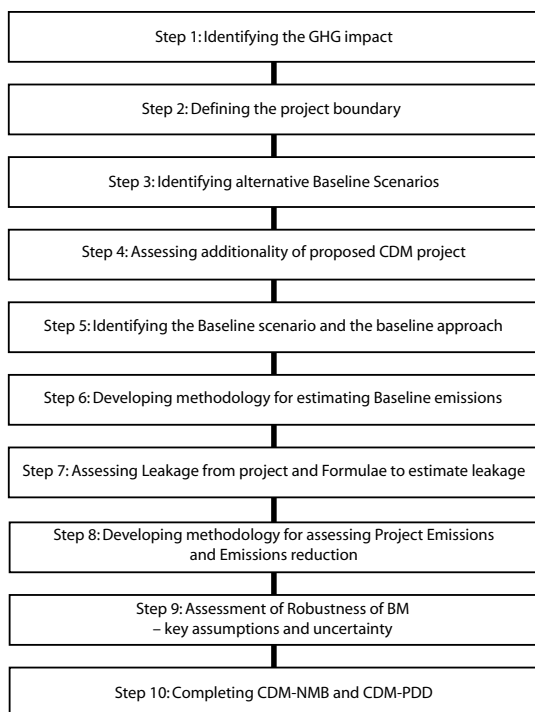 Step 1: Identifying the GHG impact
Step 2: Defining the project boundary
Step 3: Identifying alternative Baseline Scenarios
Step 4: Assessing additionality of proposed CDM project
Step 5: Identifying the Baseline scenario and the baseline approach
Step 6: Developing methodology for estimating Baseline emissions
Step 7: Assessing Leakage from project and Formulae to estimate leakage
Step 8: Developing methodology for assessing Project Emissions
and Emissions reduction
Step 9: Assessment of Robustness of BM
– key assumptions and uncertainty
Step 10: Completing CDM-NMB and CDM-PDD